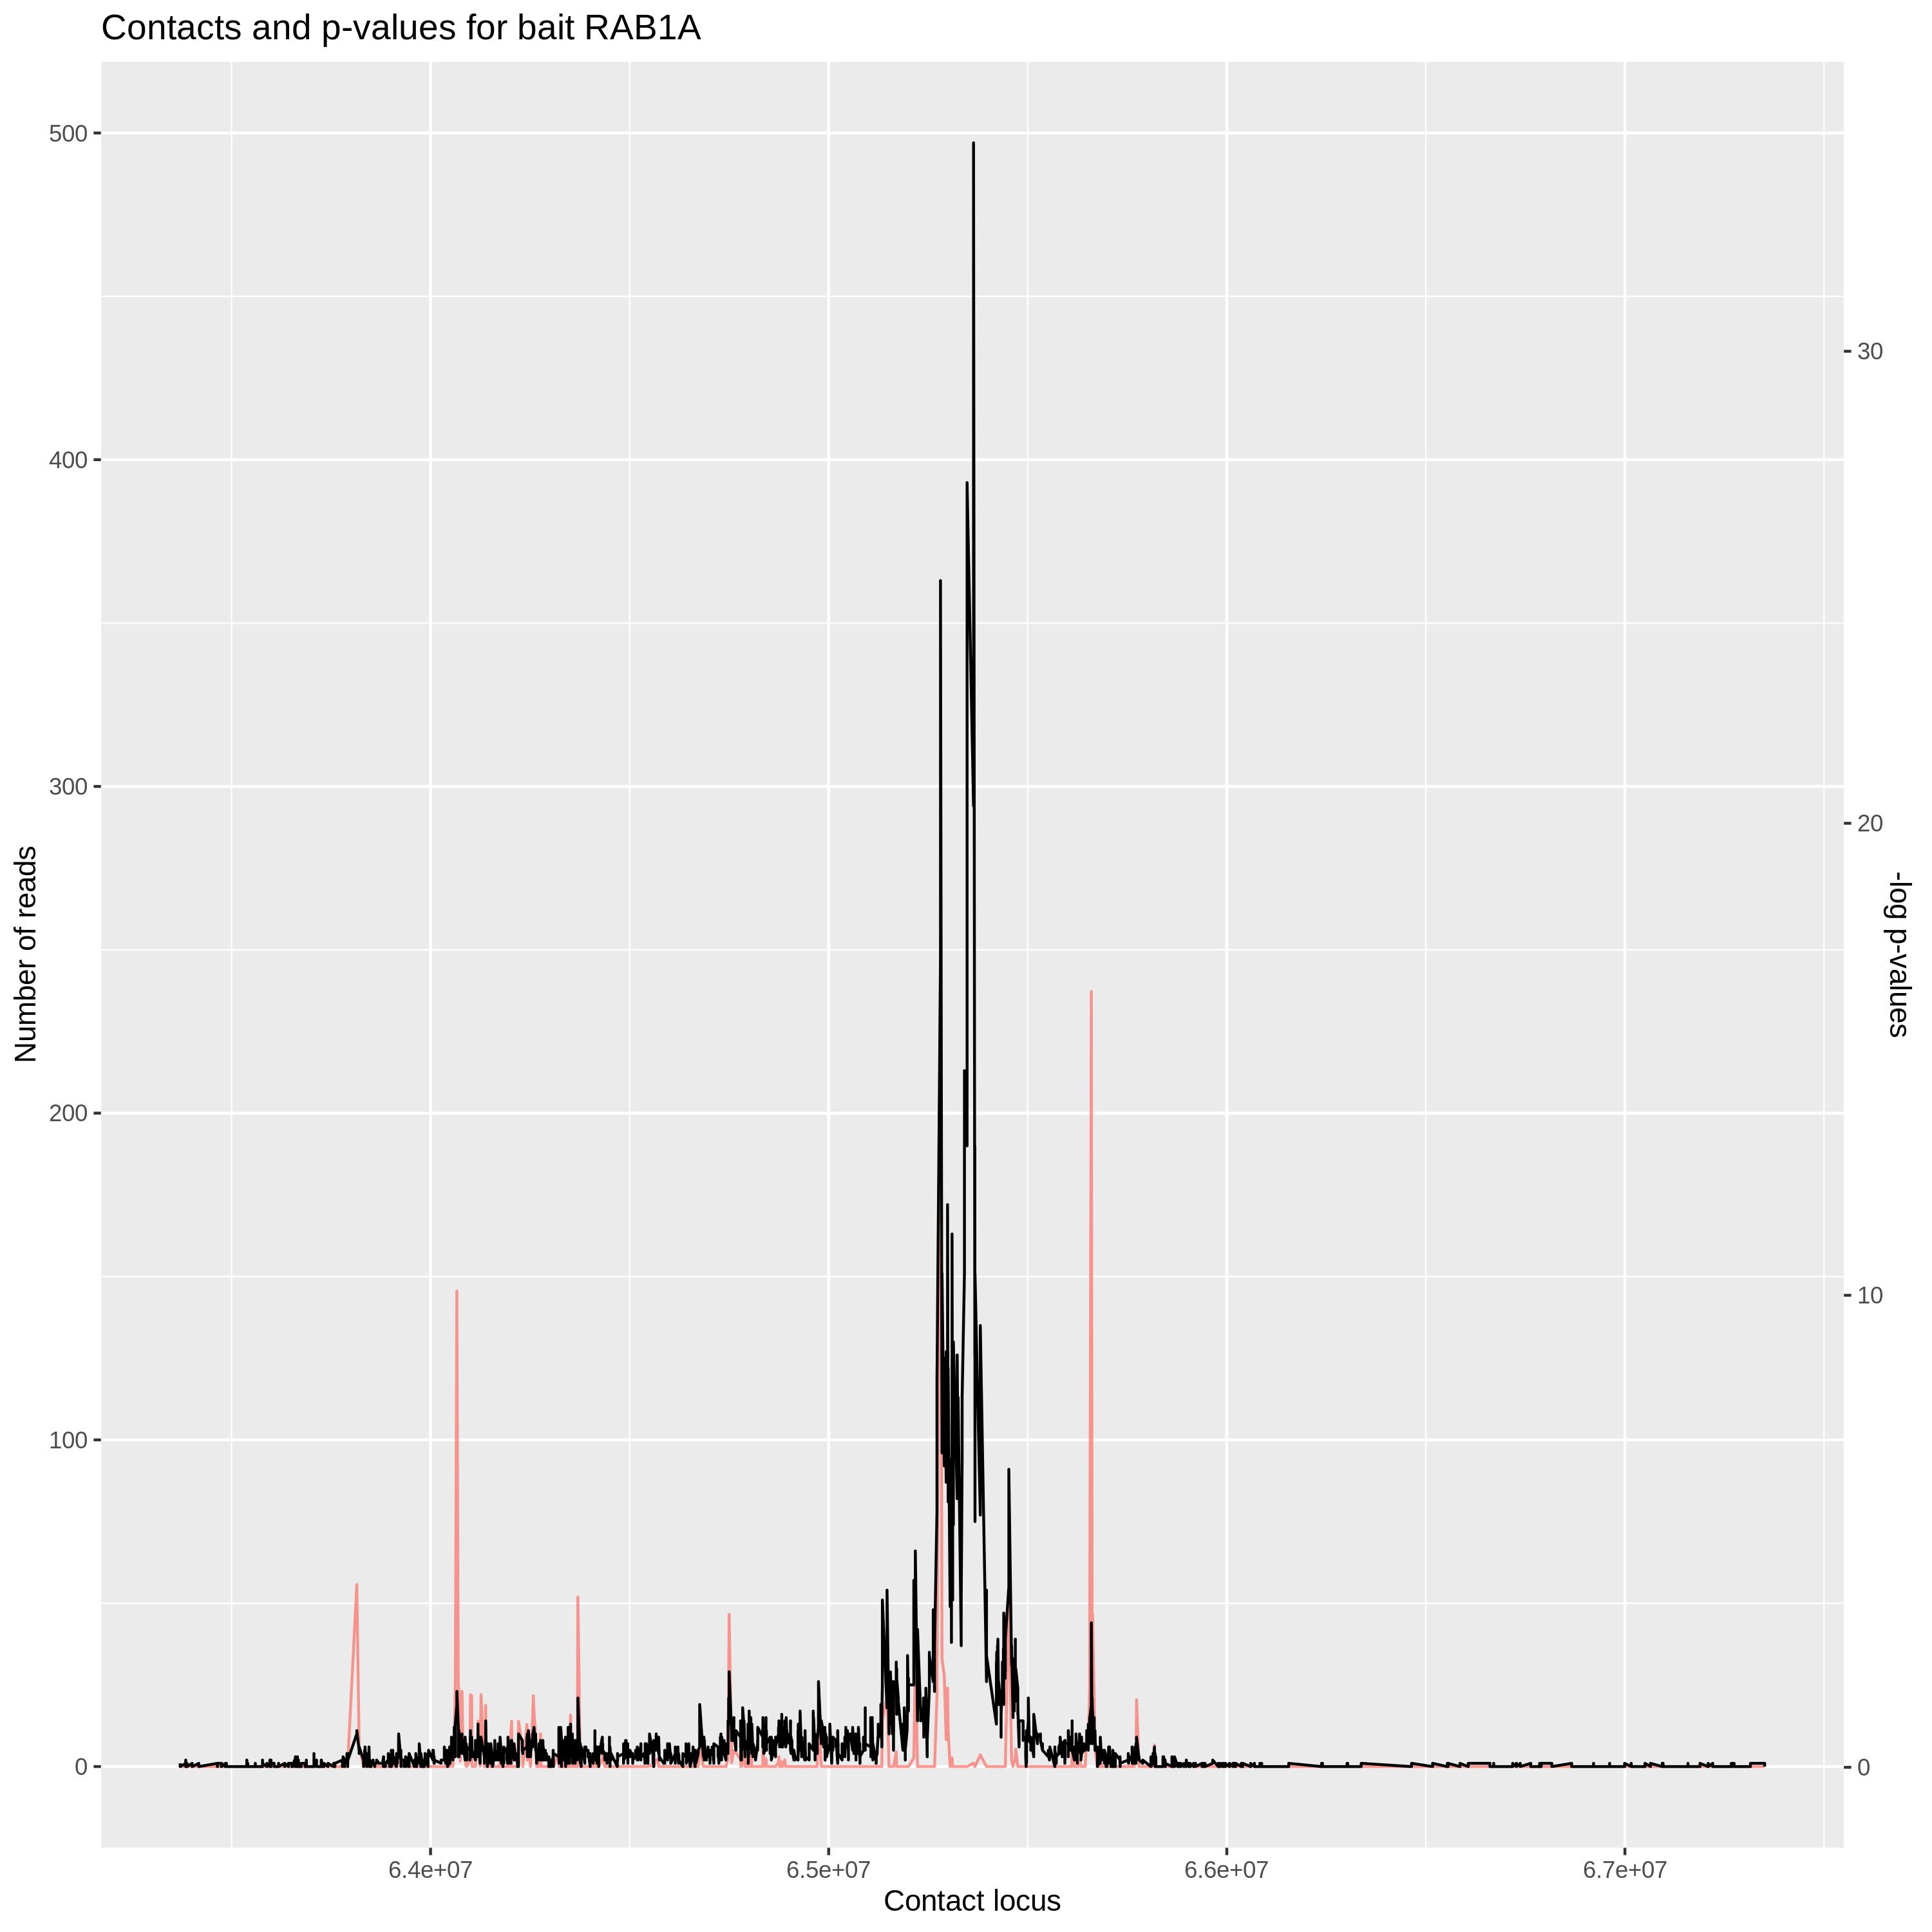 Contacts and p-values for bait RAB1A
500
400
300
200
100
0
Number of reads
30
20
10
0
-log p-values
6.4e+07
6.5e+07
6.6e+07
6.7e+07
Contact locus